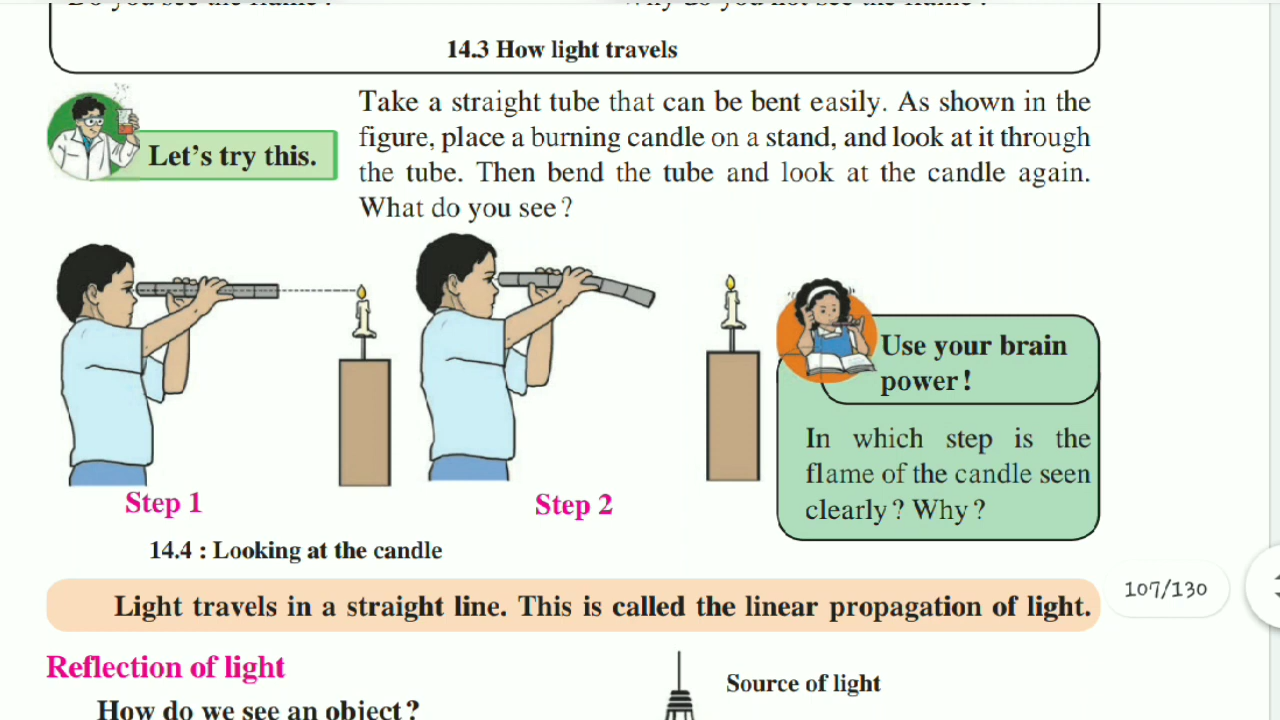 14.3 How light travels
Let's try this.
Take a straight tube that can be bent easily. As shown in the
figure, place a burning candle on a stand, and look at it through
the tube. Then bend the tube and look at the candle again.
What do you see?
Use your brain
power!
In which step is the
flame of the candle seen
clearly? Why?
Step 1
Step 2
14.4 : Looking at the candle
Light travels in a straight line. This is called the linear propagation of light.
107/130
Reflection of light
Source of light
How do we see an object?